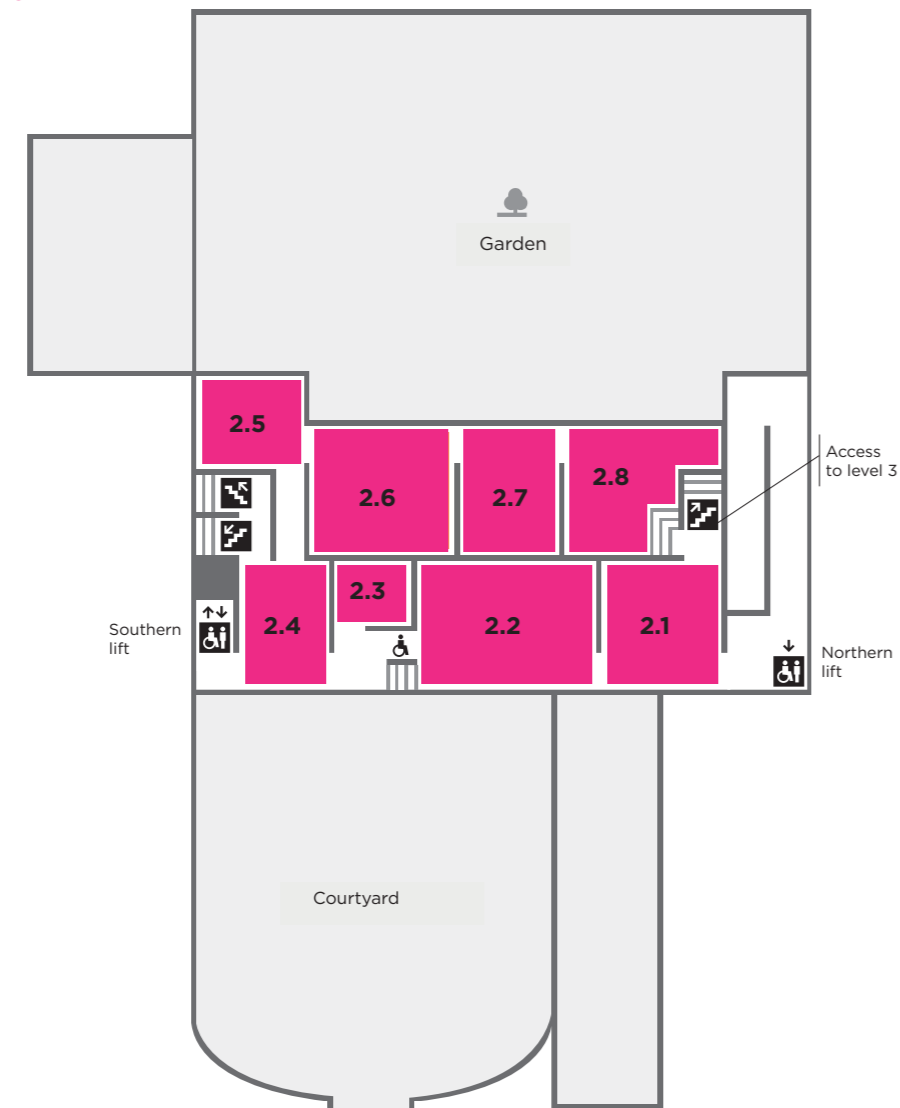 Garden
2.5
2.6
2.7
2.8
Access
to level 3
2.3
2.4
2.2
2.1
Southern
lift
Northern
lift
Courtyard